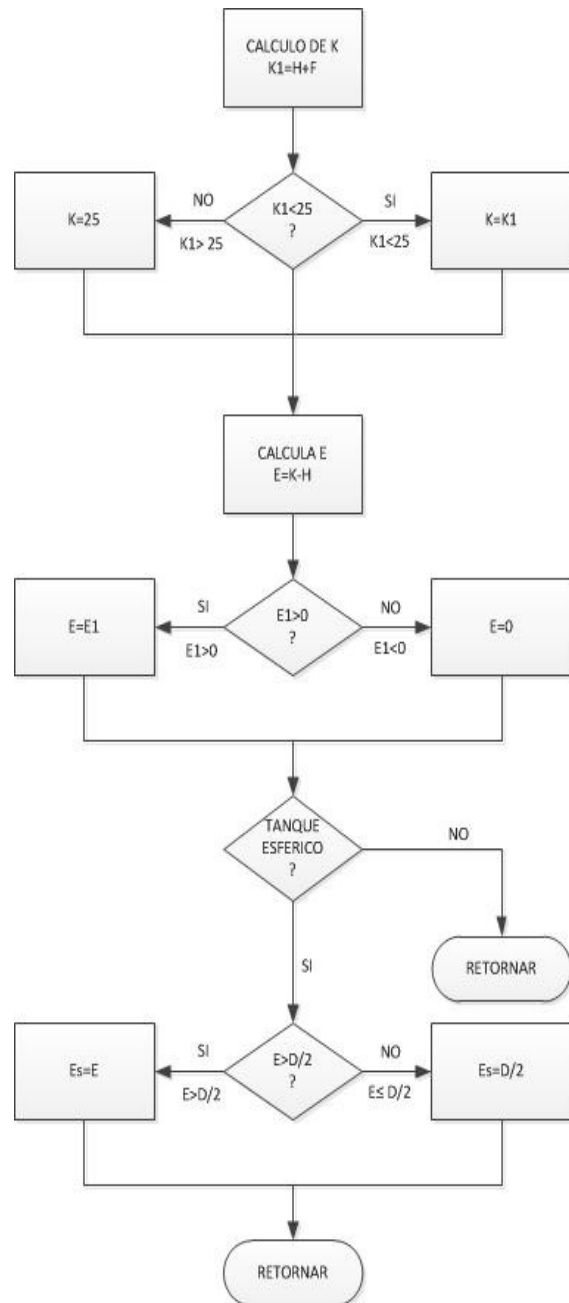 CALCULO DE K
K1=H+F
NO
K1<25
?
SI
K=25
K1> 25
K1<25
K=K1
CALCULA E
E=K-H
SI
E1>0
?
NO
E=E1
E1>0
E1<0
E=0
TANQUE
ESFERICO
?
NO
RETORNAR
SI
SI
E>D/2
?
NO
Es=E
E>D/2
E≤ D/2
Es=D/2
RETORNAR